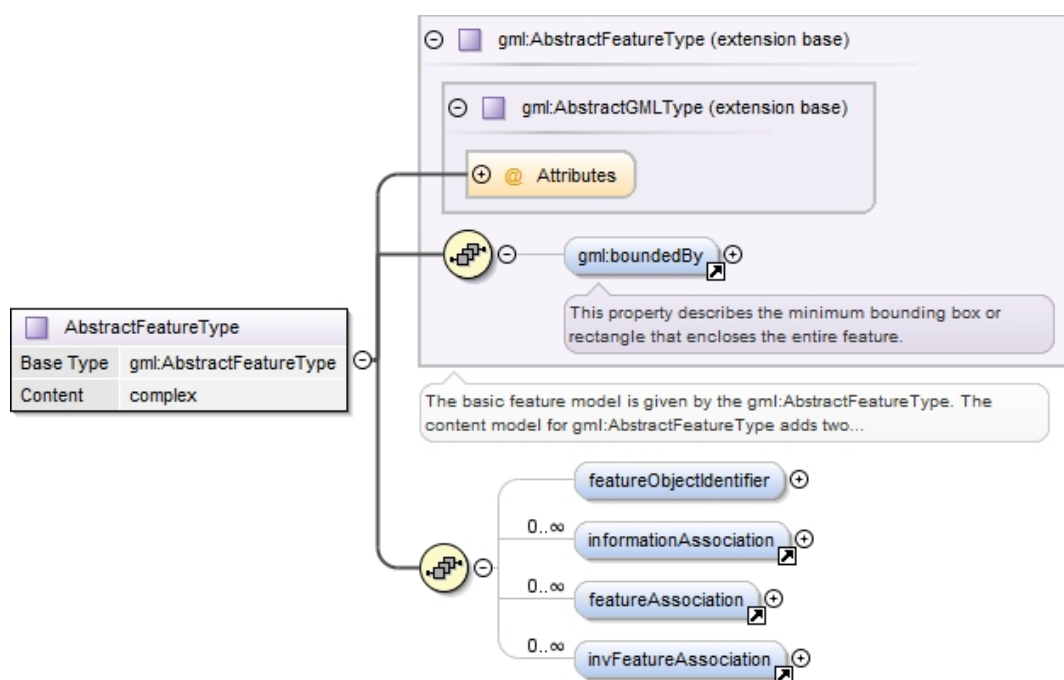 gml:AbstractFeatureType (extension base)
gml:AbstractGMLType (extension base)
@ Attributes
gml:boundedBy
This property describes the minimum bounding box or
rectangle that encloses the entire feature.
AbstractFeatureType
Base Type gml:AbstractFeatureType
Content complex
The basic feature model is given by the gml:AbstractFeatureType. The
content model for gml:AbstractFeatureType adds two...
featureObjectIdentifier
0..∞ informationAssociation
0..∞ featureAssociation
0..∞ invFeatureAssociation